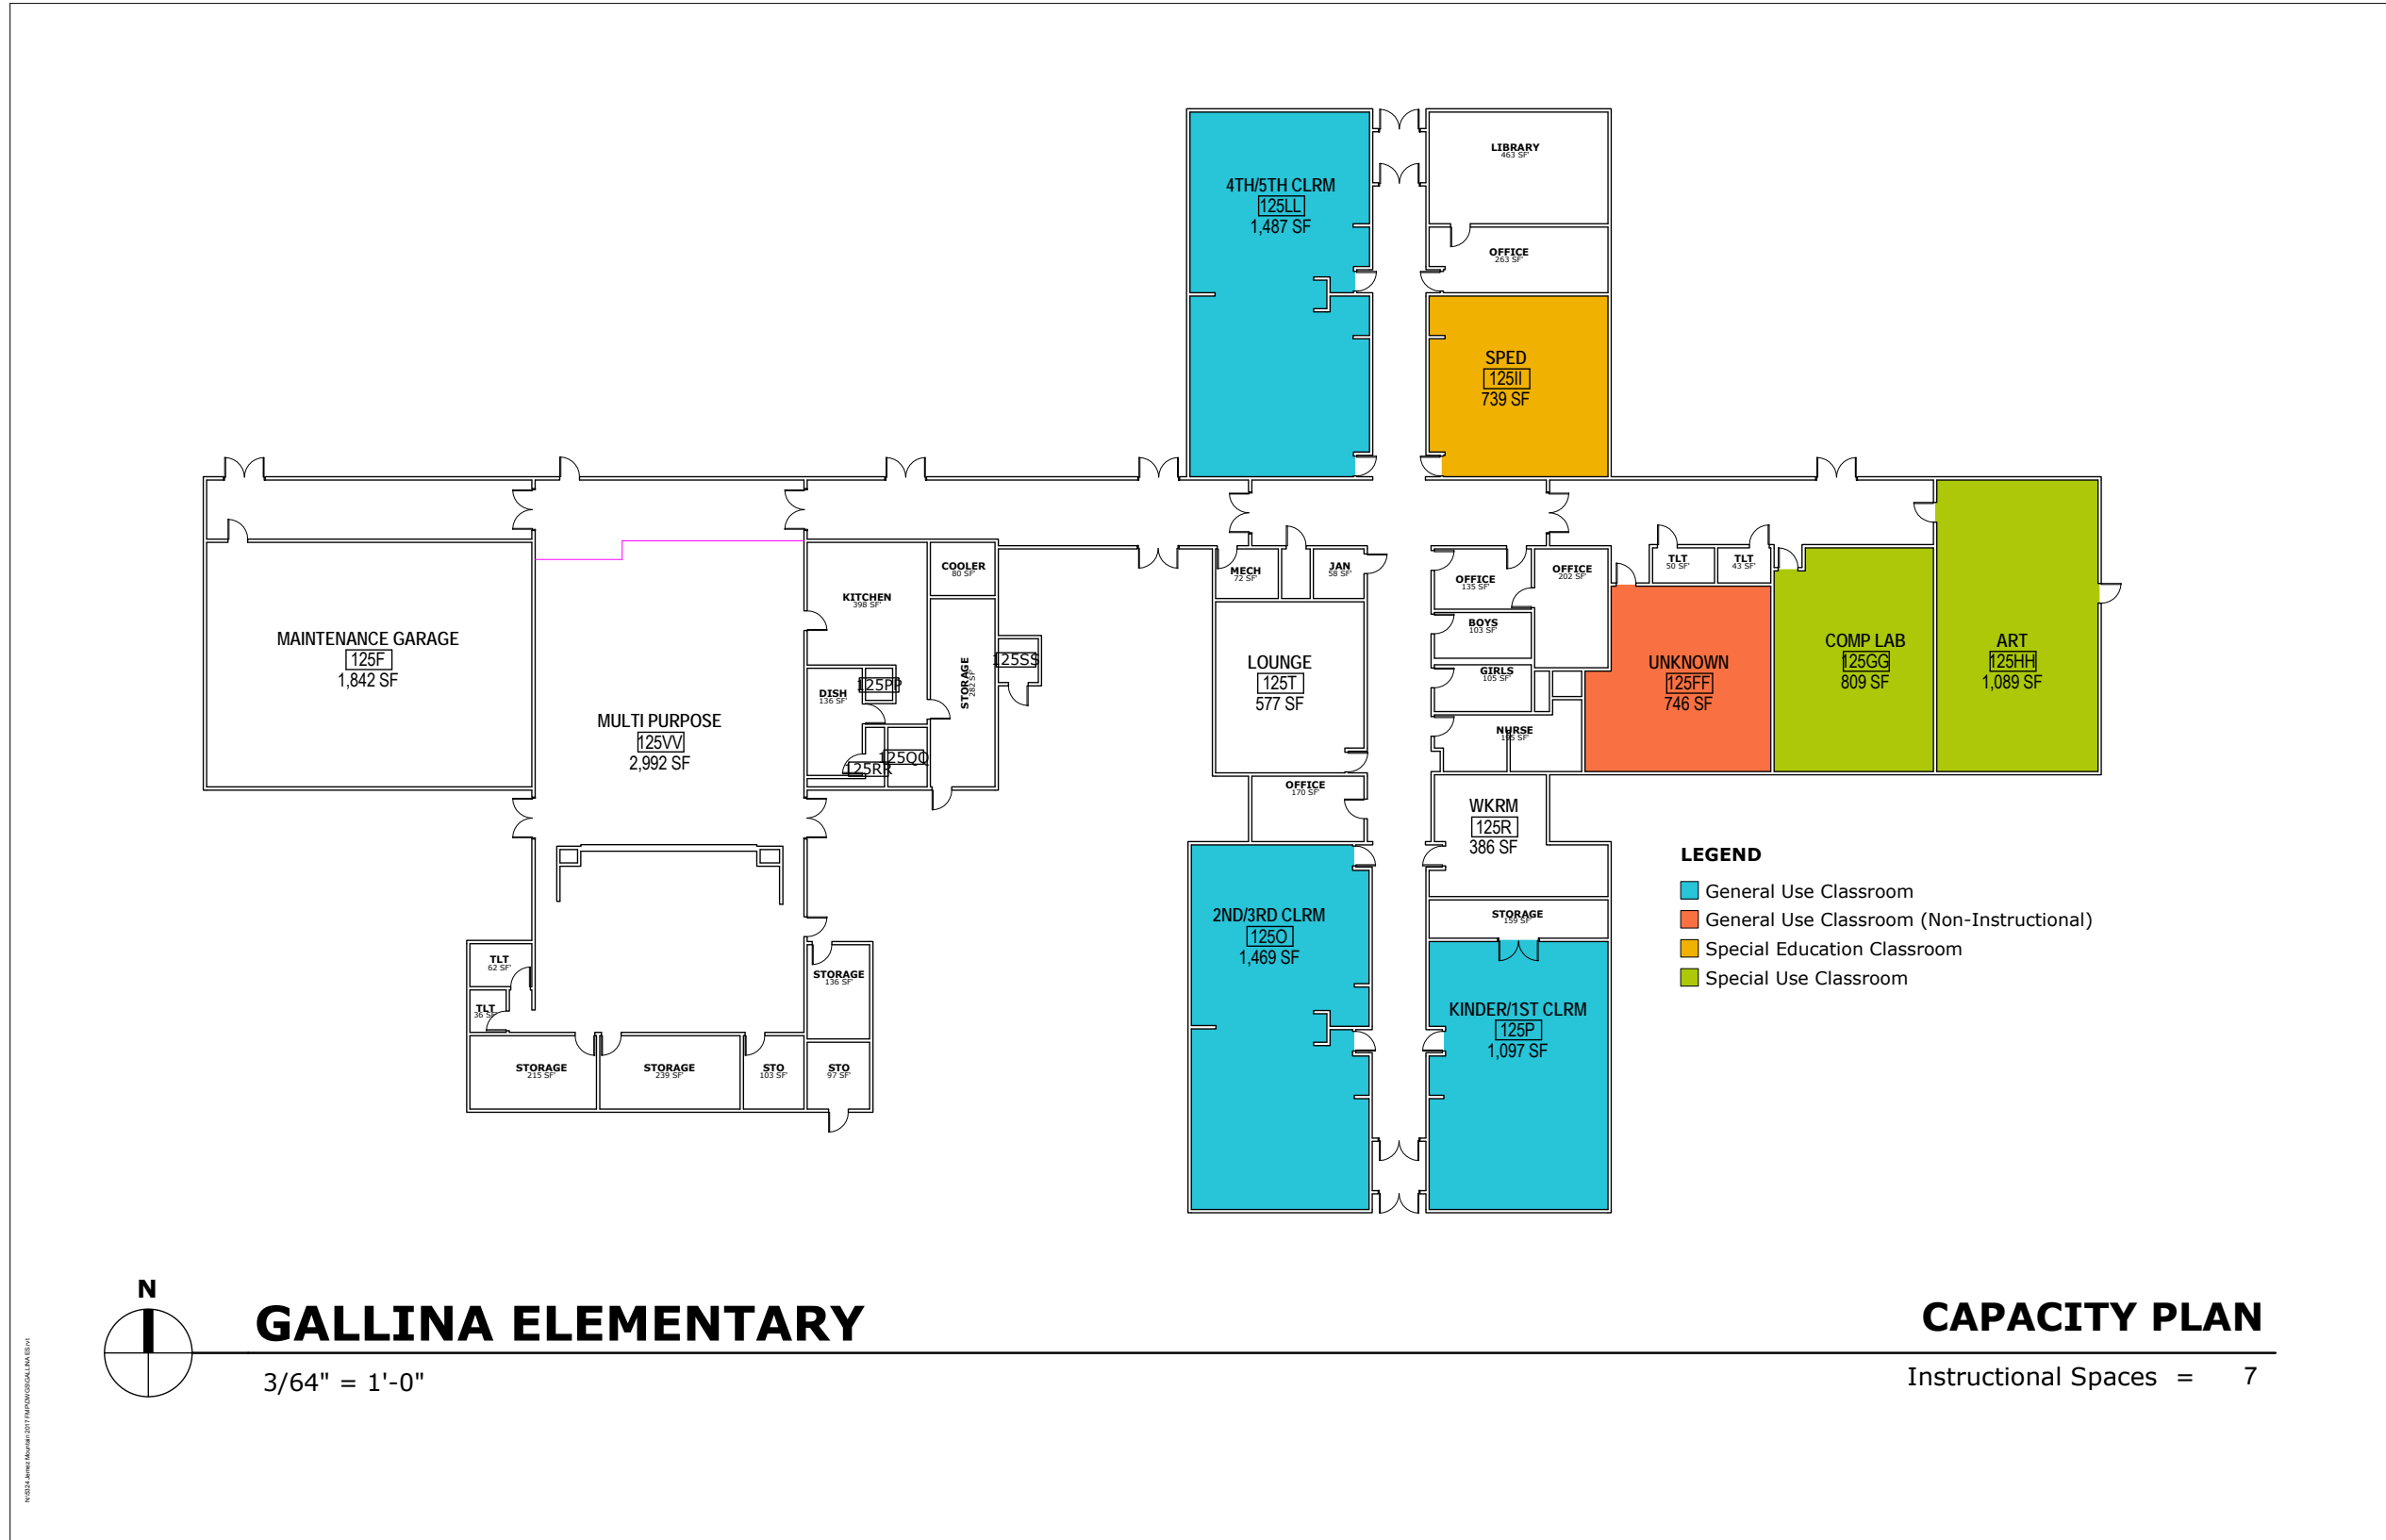 4TH/5TH CLRM
125LL
1,487 SF
LIBRARY
463 SF'
OFFICE
263 SF'
SPED
125II
739 SF
MAINTENANCE GARAGE
125F
1,842 SF
MULTI PURPOSE
125VV
2,992 SF
KITCHEN
398 SF'
COOLER
80 SF'
STORAGE
282 SF'
125SS
DISH
136 SF'
125PP
125QQ
125RR
MECH
72 SF'
JAN
58 SF'
LOUNGE
125T
577 SF
OFFICE
170 SF'
OFFICE
135 SF'
OFFICE
202 SF'
BOYS
103 SF'
GIRLS
105 SF'
NURSE
195 SF'
TLT
50 SF'
TLT
43 SF'
UNKNOWN
125FF
746 SF
COMP LAB
125GG
809 SF
ART
125HH
1,089 SF
WKRM
125R
386 SF
STORAGE
159 SF'
2ND/3RD CLRM
125O
1,469 SF
KINDER/1ST CLRM
125P
1,097 SF
TLT
62 SF'
TLT
36 SF'
STORAGE
136 SF'
STORAGE
215 SF'
STORAGE
239 SF'
STO
103 SF'
STO
97 SF'
LEGEND
General Use Classroom
General Use Classroom (Non-Instructional)
Special Education Classroom
Special Use Classroom
N
GALLINA ELEMENTARY
3/64" = 1'-0"
CAPACITY PLAN
Instructional Spaces = 7